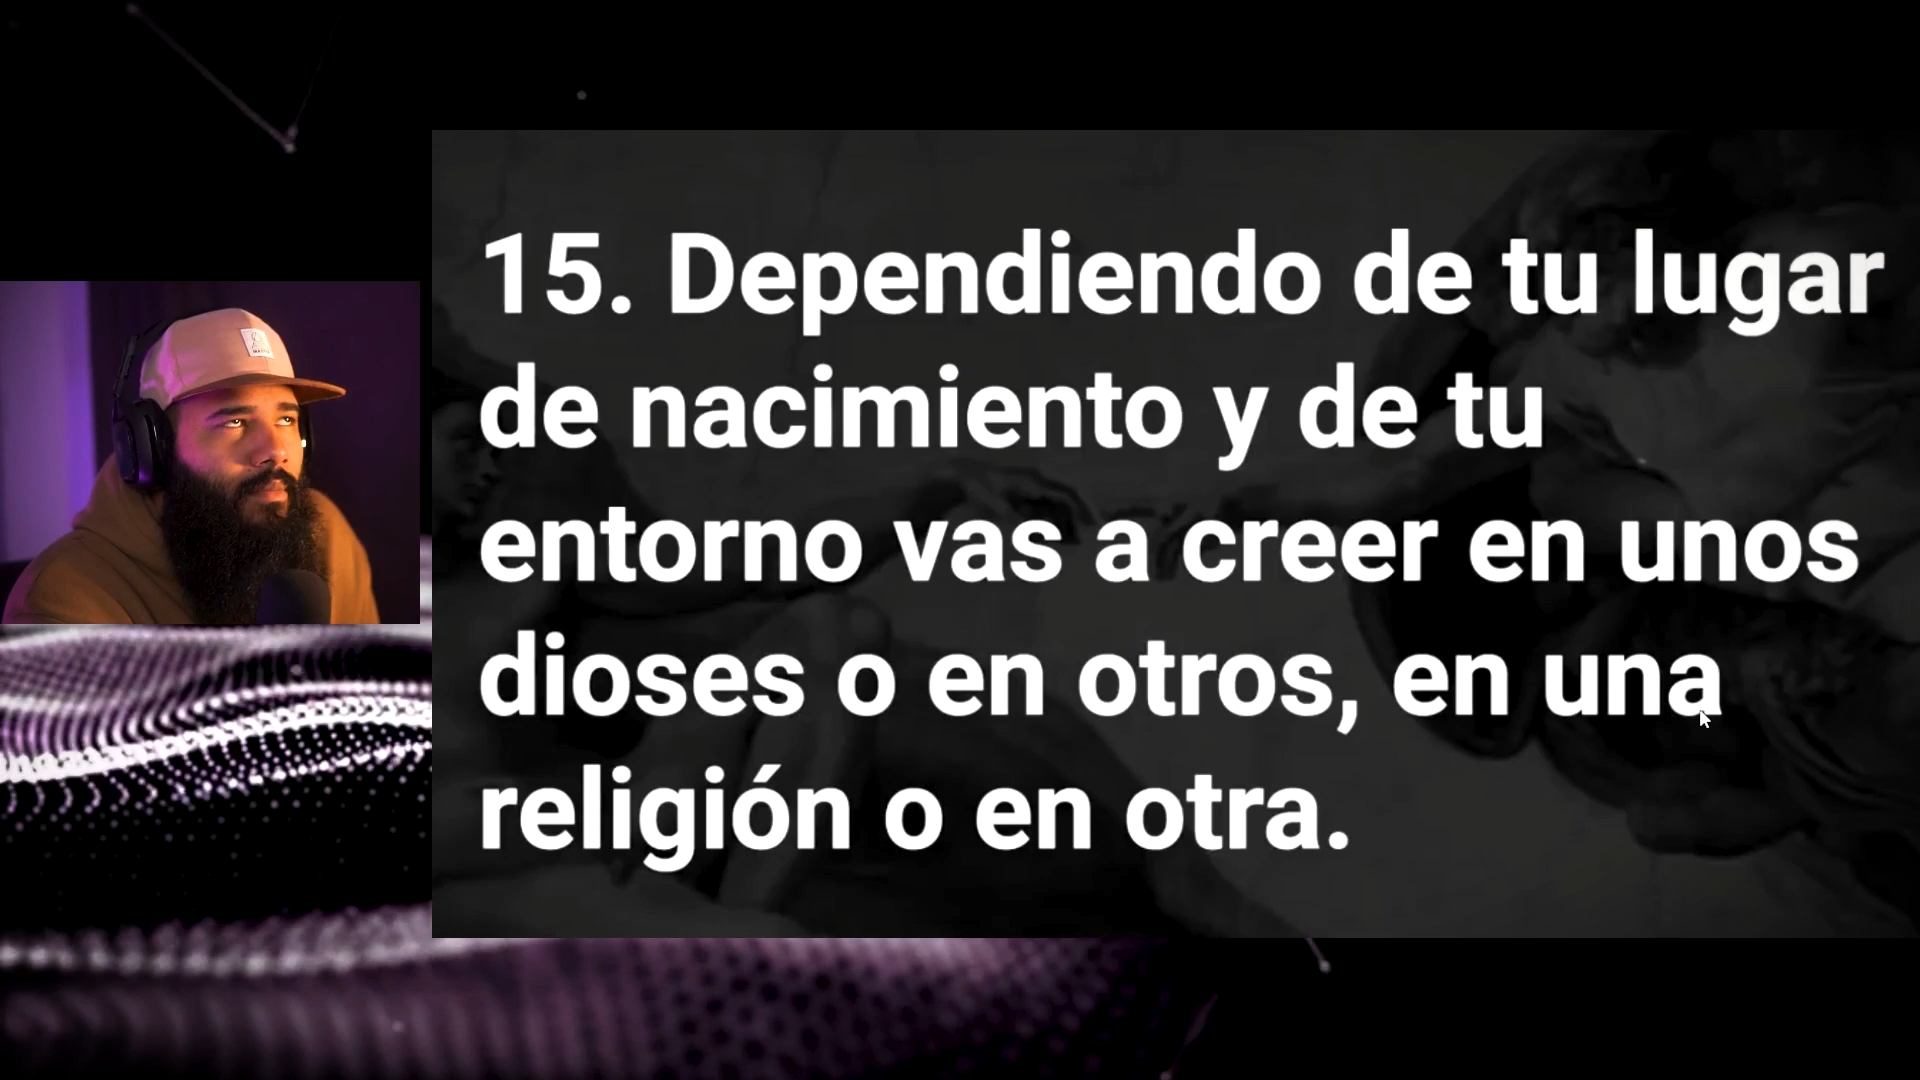 15. Dependiendo de tu lugar
de nacimiento y de tu
entorno vas a creer en unos
dioses o en otros, en una
religión o en otra.